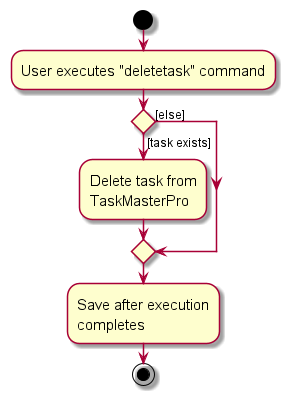 User executes "deletetask" command
[else]
[task exists]
Delete task from
TaskMasterPro
Save after execution
completes